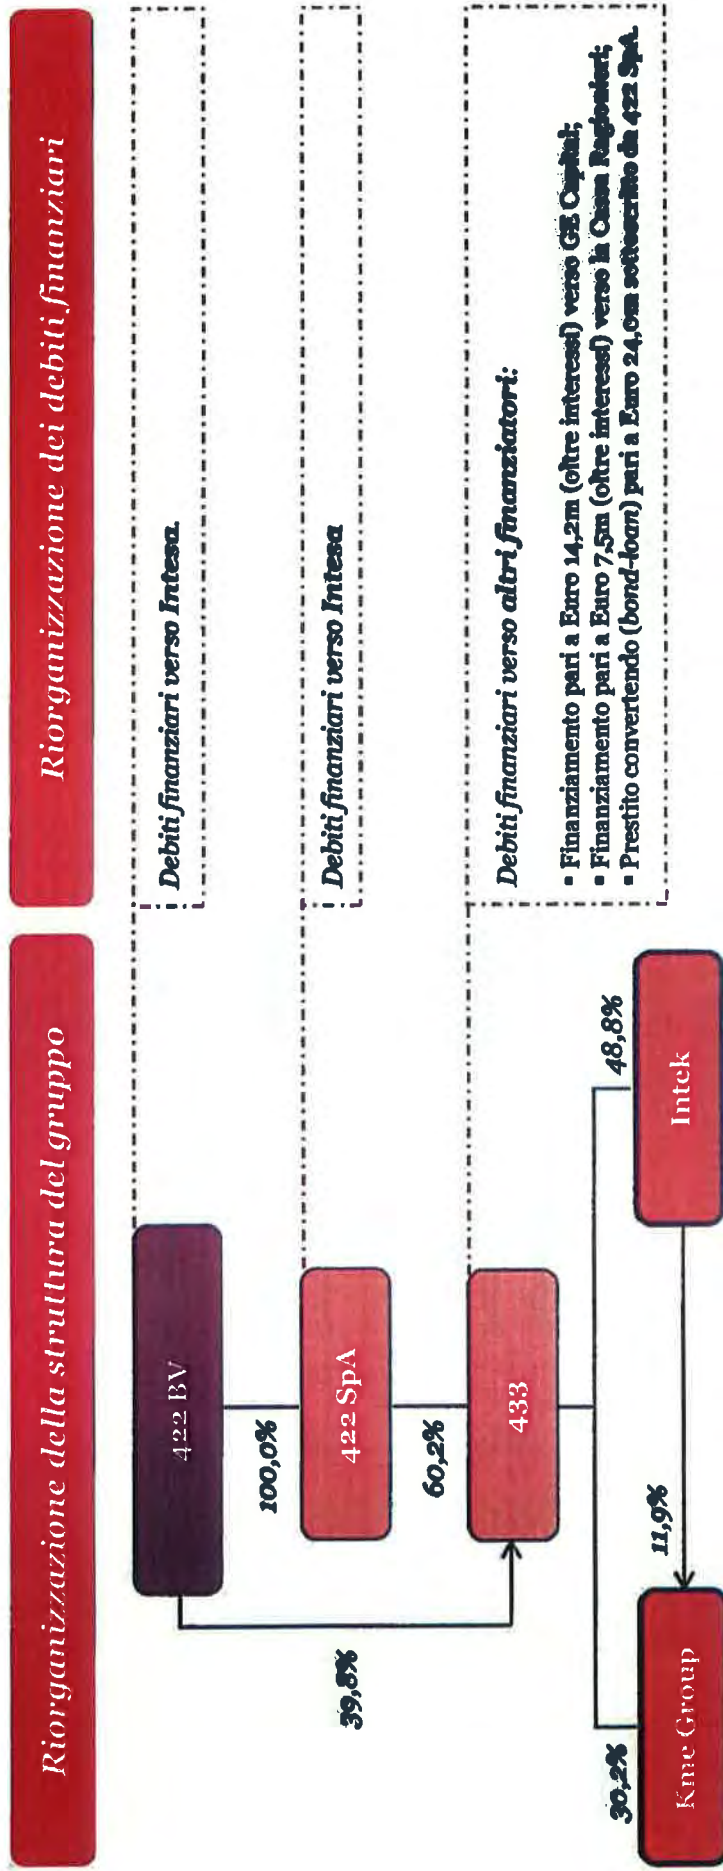 Riorganizzazione della struttura del gruppo
Riorganizzazione dei debiti finanziari
422 BV
Debiti finanziari verso Intesa.
100,0%
39,8%
422 SpA
Debiti finanziari verso Intesa
60,2%
433
Debiti finanziari verso altri finanziatori:
▪ Finanziamento pari a Euro 14,2m (oltre interessi) verso GE Capital;
▪ Finanziamento pari a Euro 7,5m (oltre interessi) verso la Cassa Ragionieri;
▪ Prestito convertendo (bond-loan) pari a Euro 24,0m sottoscritto da 422 SpA.
30,2%
48,8%
11,9%
Kme Group
Intek